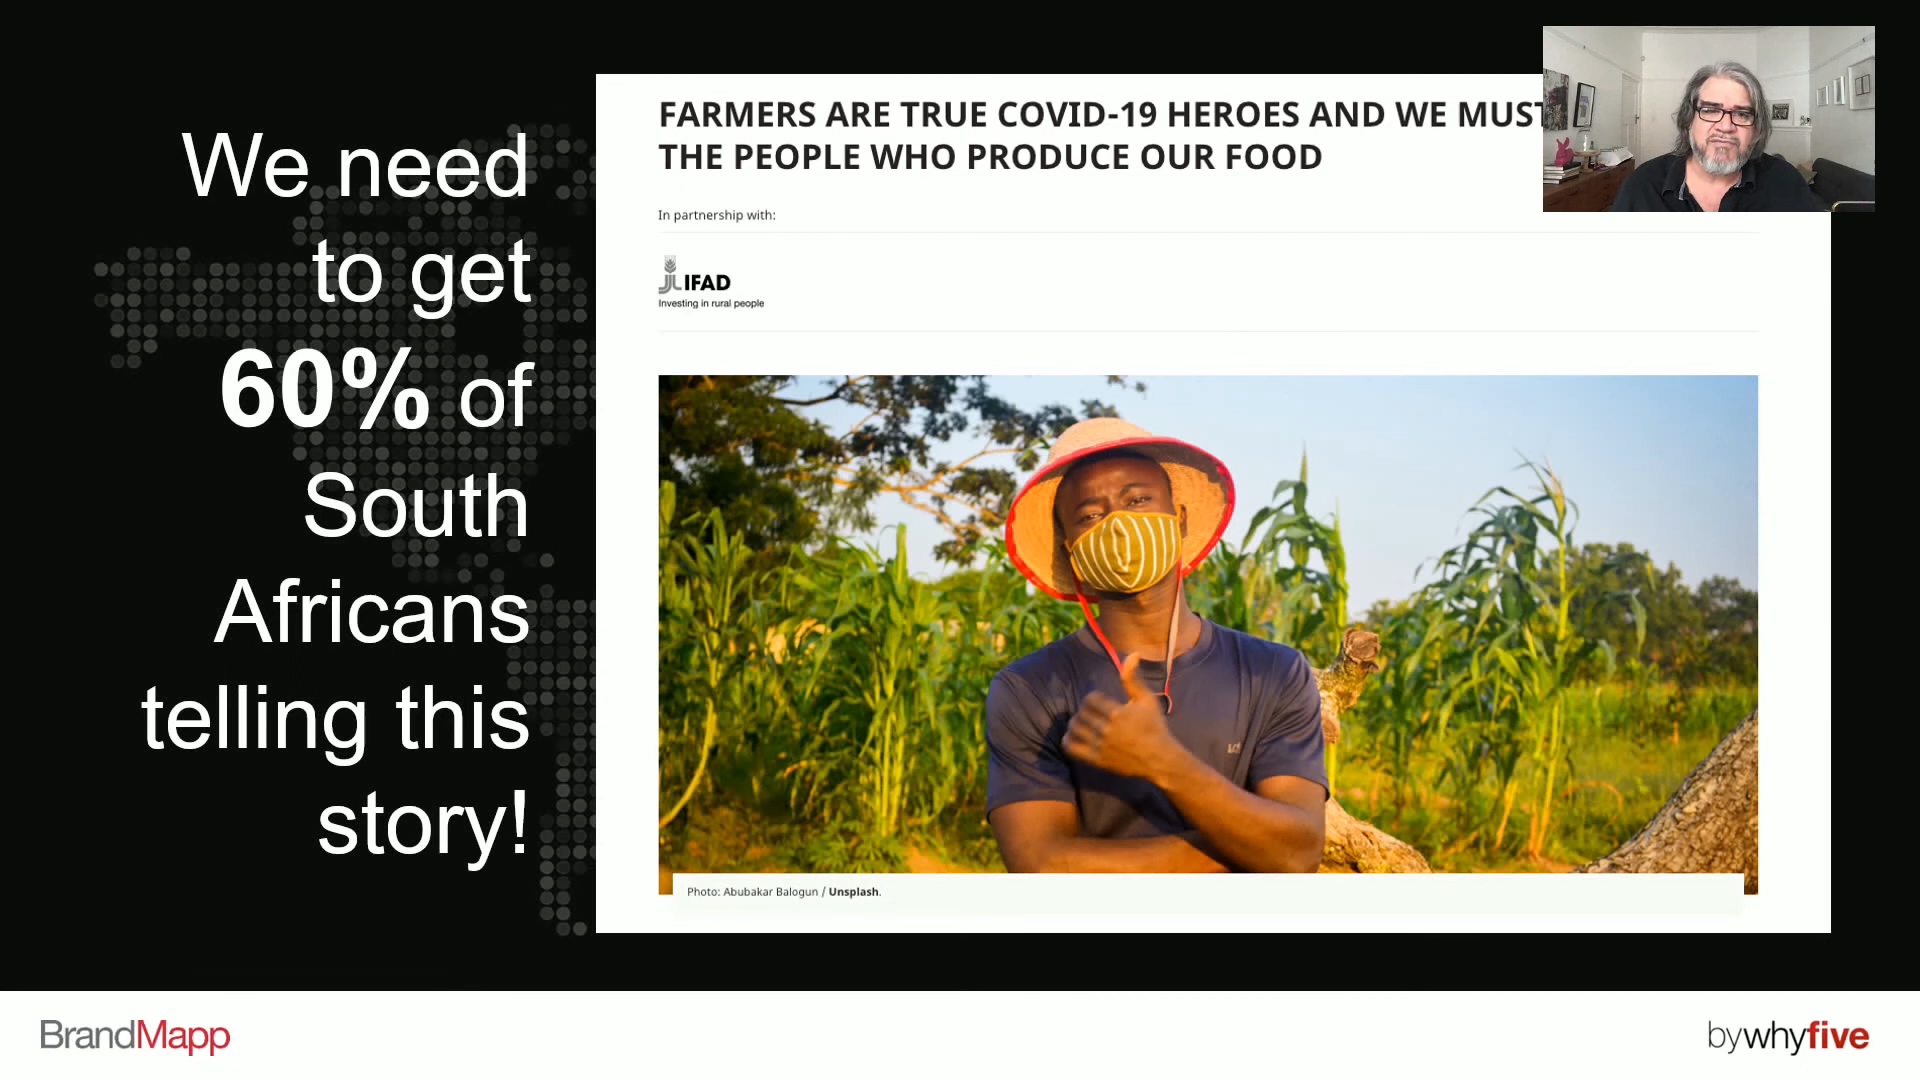 We need
to get
60% of
South
Africans
telling this
story!
FARMERS ARE TRUE COVID-19 HEROES AND WE MUST
THE PEOPLE WHO PRODUCE OUR FOOD
In partnership with:
IFAD
Investing in rural people
Photo: Abubakar Balogun / Unsplash.
BrandMapp
bywhyfive